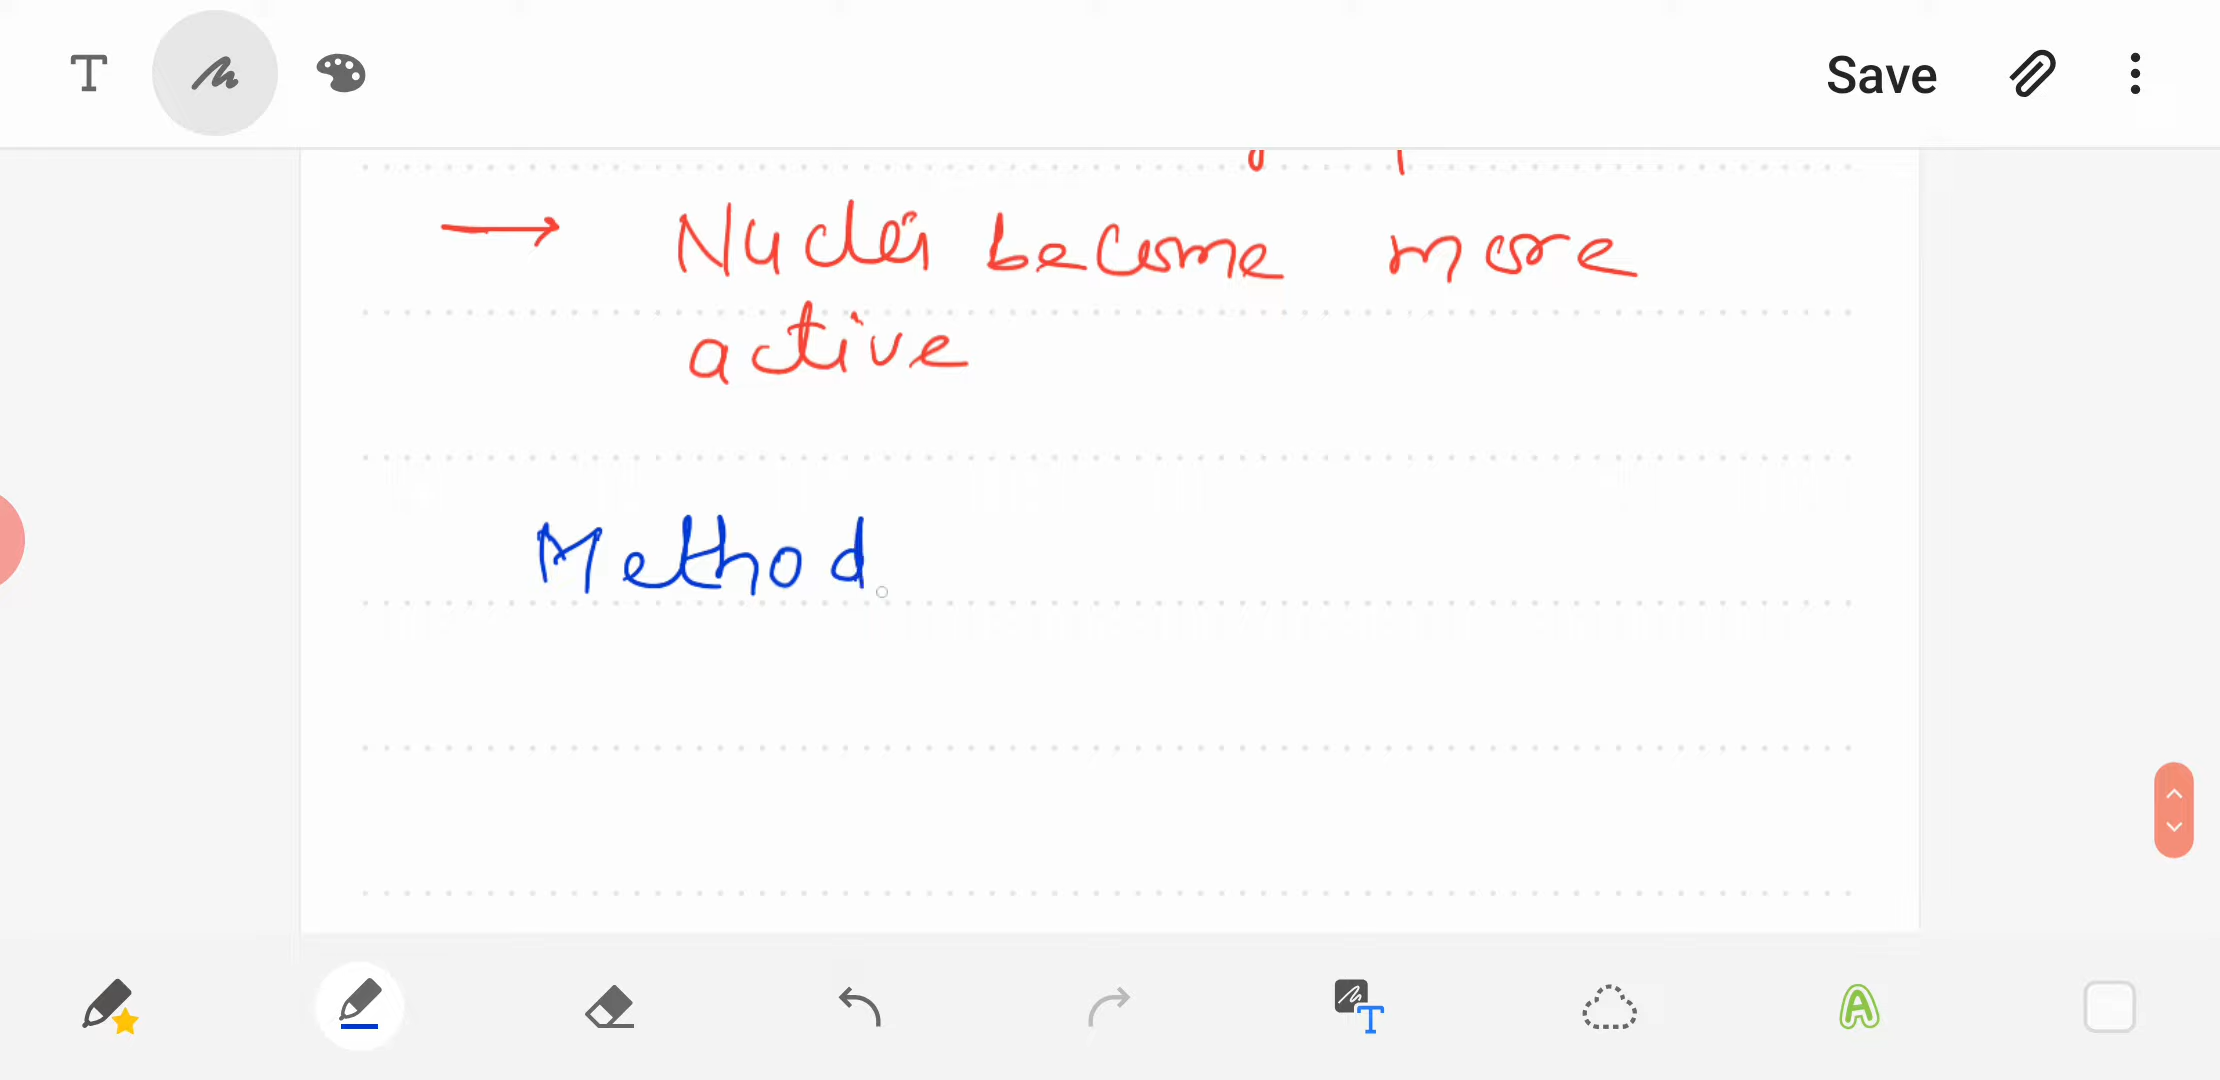 Save
→ Nuclei become more
active
Method